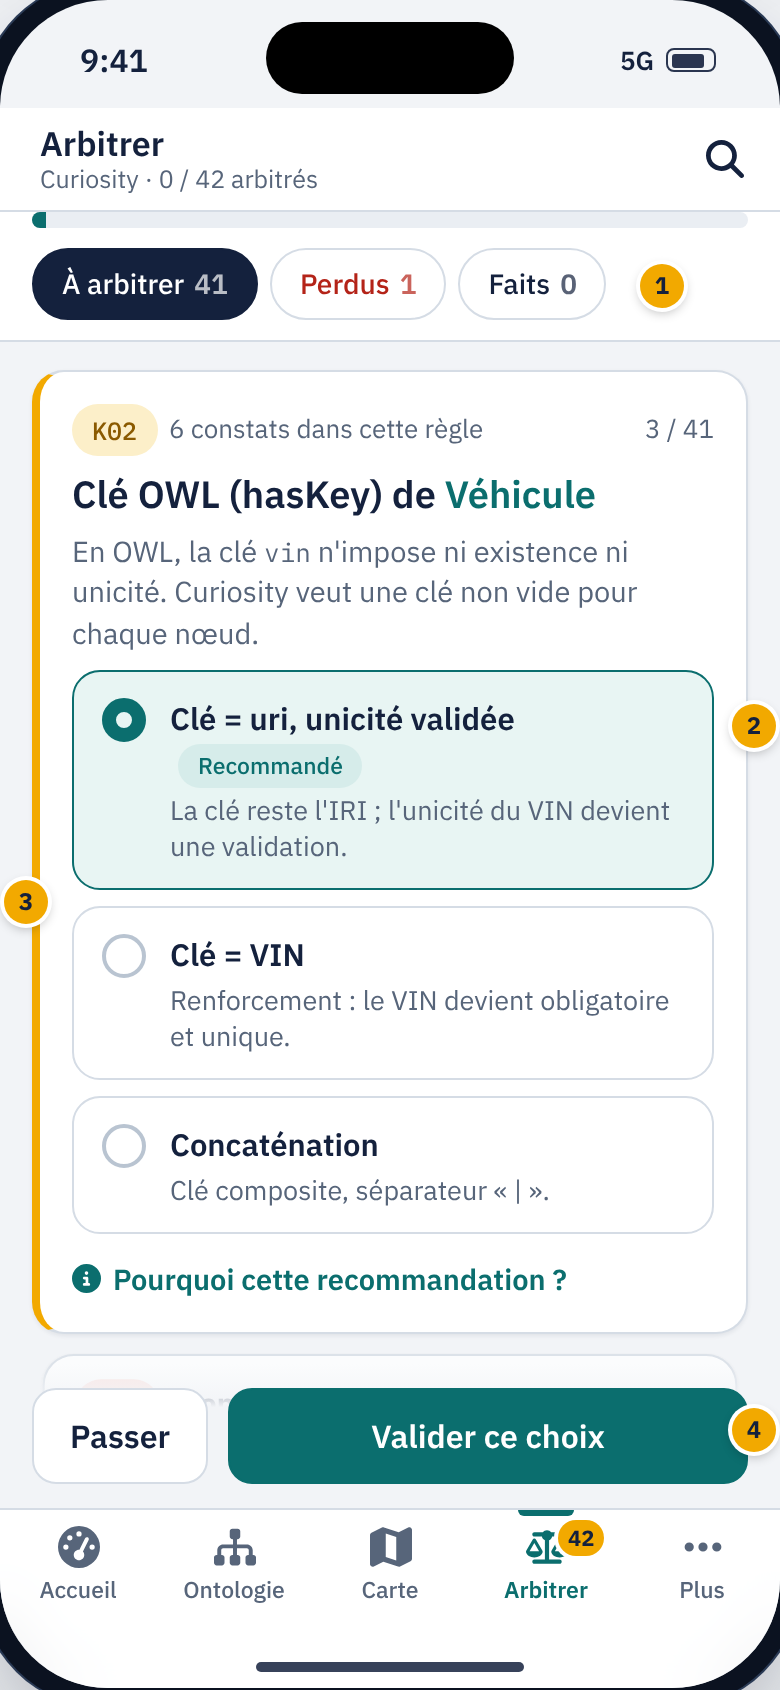 9:41
5G
Arbitrer
Curiosity · 0 / 42 arbitrés
À arbitrer 41
Perdus 1
Faits 0
1
K02
6 constats dans cette règle
3 / 41
Clé OWL (hasKey) de Véhicule
En OWL, la clé vin n'impose ni existence ni
unicité. Curiosity veut une clé non vide pour
chaque nœud.
Clé = uri, unicité validée
2
Recommandé
La clé reste l'IRI ; l'unicité du VIN devient
une validation.
3
Clé = VIN
Renforcement : le VIN devient obligatoire
et unique.
Concaténation
Clé composite, séparateur « | ».
Pourquoi cette recommandation ?
Passer
Valider ce choix
4
42
Accueil
Ontologie
Carte
Arbitrer
Plus